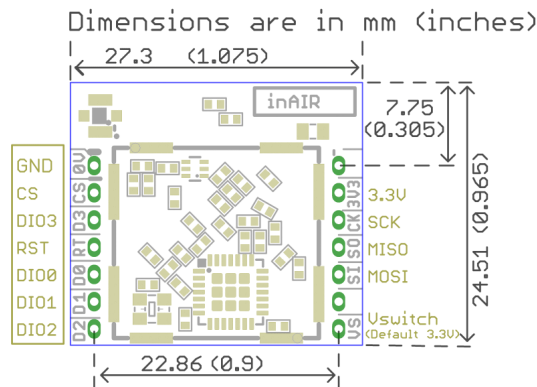 Dimensions are in mm (inches)
27.3 (1.075)
inAIR
7.75
(0.305)
24.51 (0.965)
GND
CS
DIO3
RST
DIO0
DIO1
DIO2
0V
CS
D3
RT
D0
D1
D2
3V3
CK
SO
SI
VS
3.3V
SCK
MISO
MOSI
Vswitch
(Default 3.3V)
22.86 (0.9)